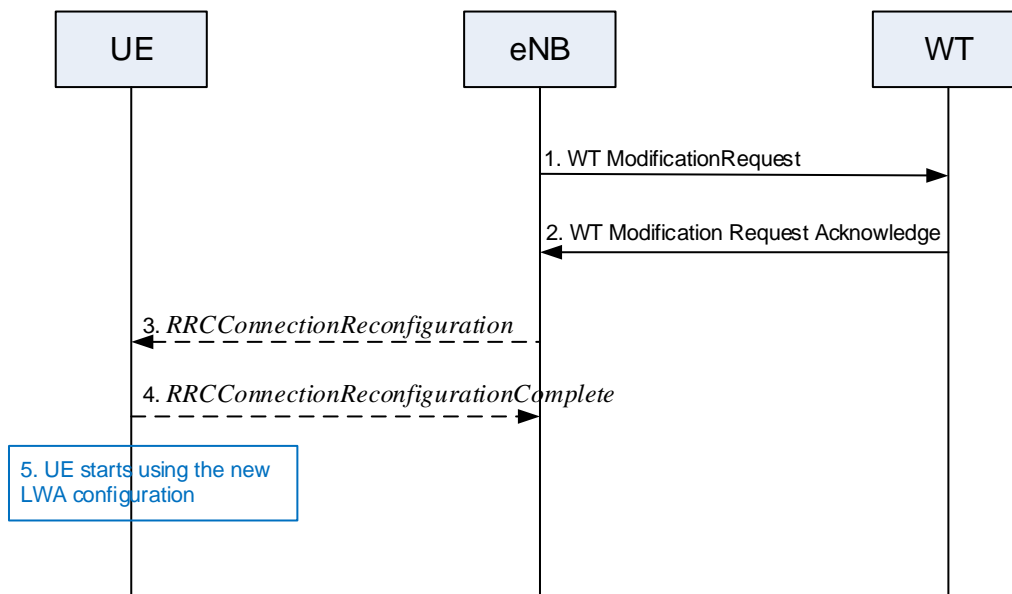 UE
eNB
WT
1. WT ModificationRequest
2. WT Modification Request Acknowledge
3. RRCConnectionReconfiguration
4. RRCConnectionReconfigurationComplete
5. UE starts using the new
LWA configuration